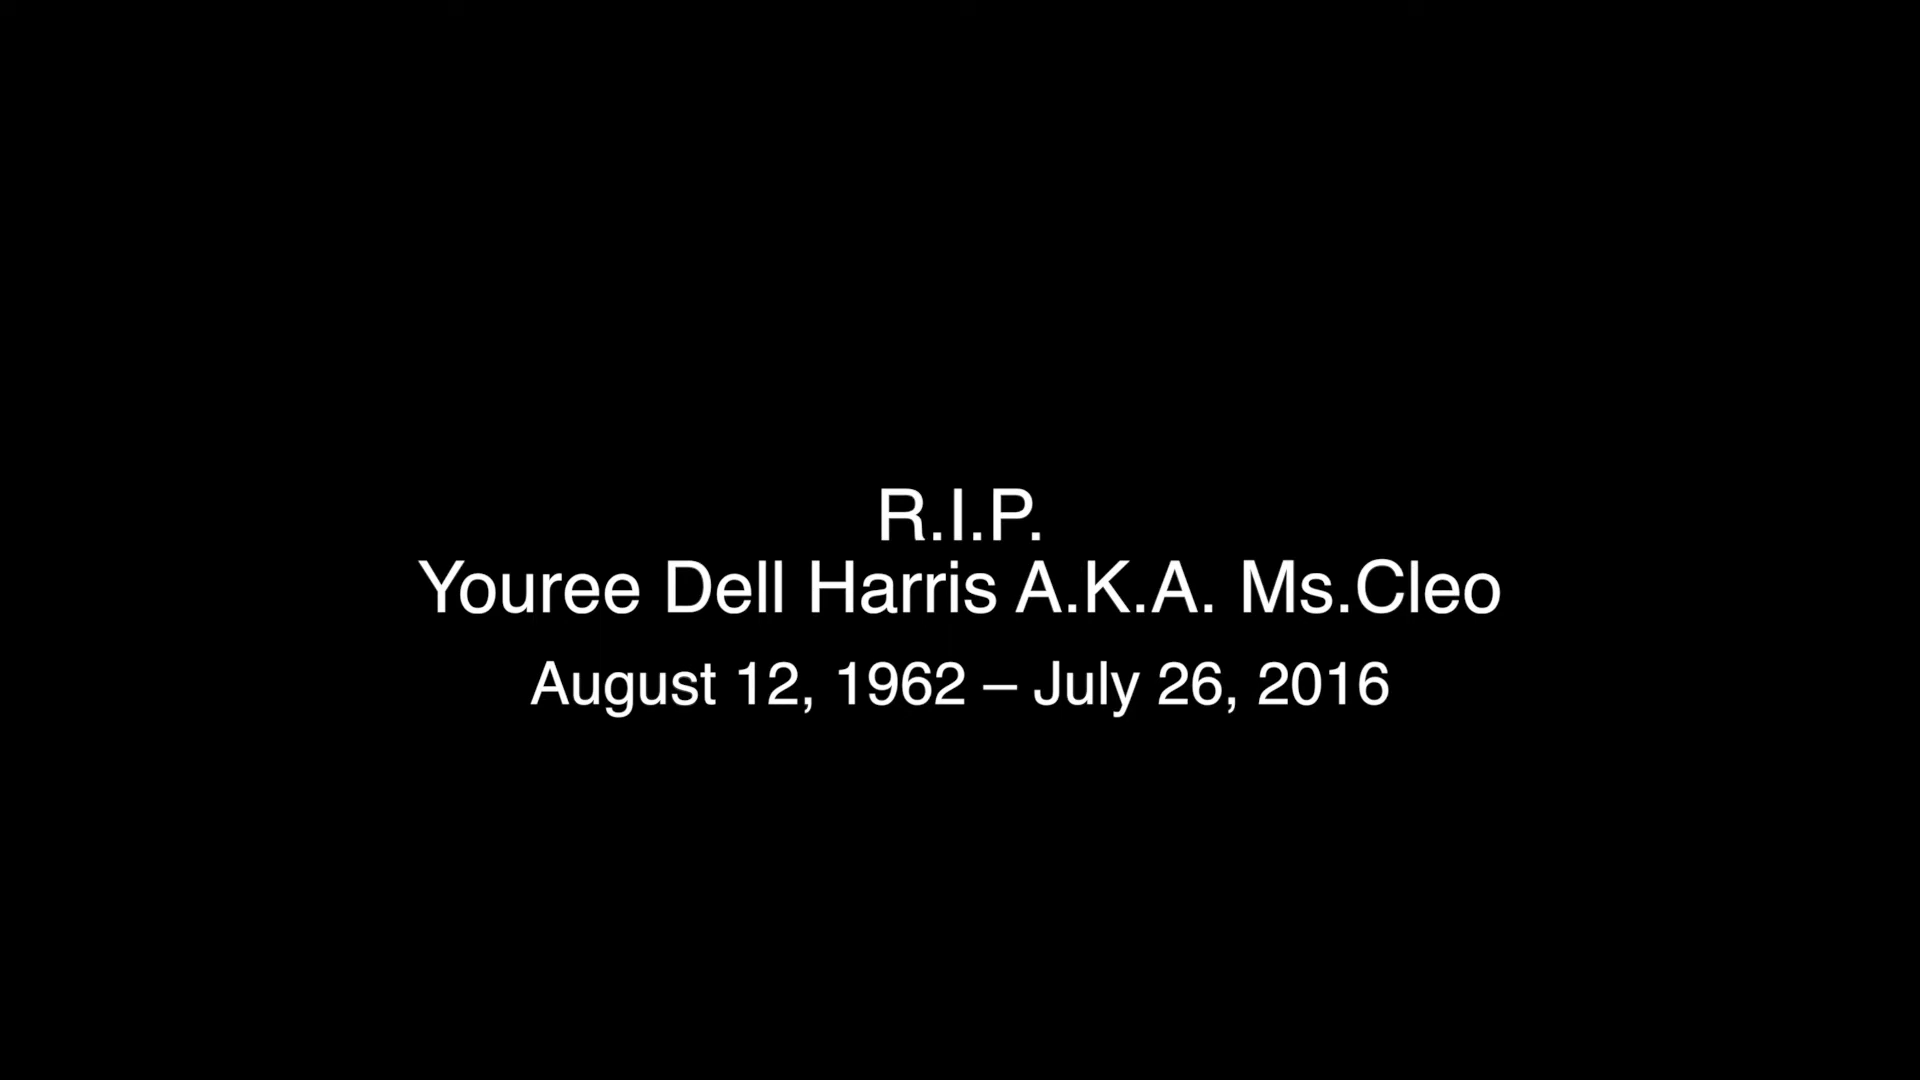 R.I.P.
Youree Dell Harris A.K.A. Ms.Cleo
August 12, 1962 – July 26, 2016